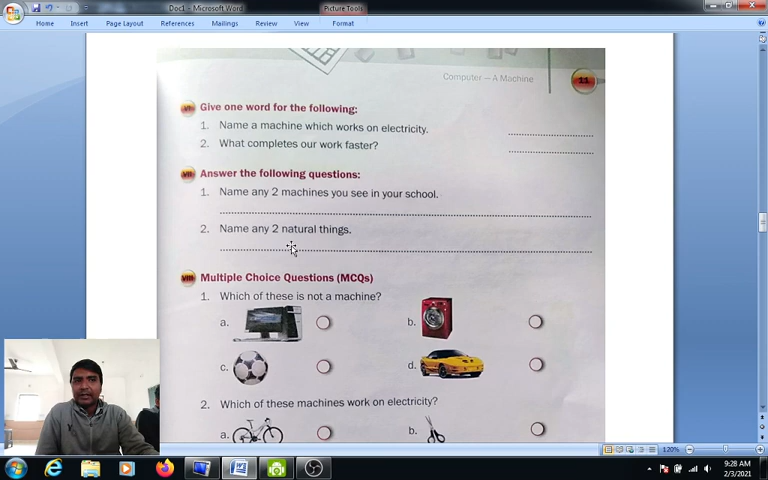 Doc1 - Microsoft Word
Picture Tools
Home Insert Page Layout References Mailings Review View Format
Computer — A Machine
11
VI Give one word for the following:
1. Name a machine which works on electricity.
2. What completes our work faster?
VII Answer the following questions:
1. Name any 2 machines you see in your school.
2. Name any 2 natural things.
VIII Multiple Choice Questions (MCQs)
1. Which of these is not a machine?
a. b.
c. d.
2. Which of these machines work on electricity?
a. b.
120%
9:28 AM
2/3/2021